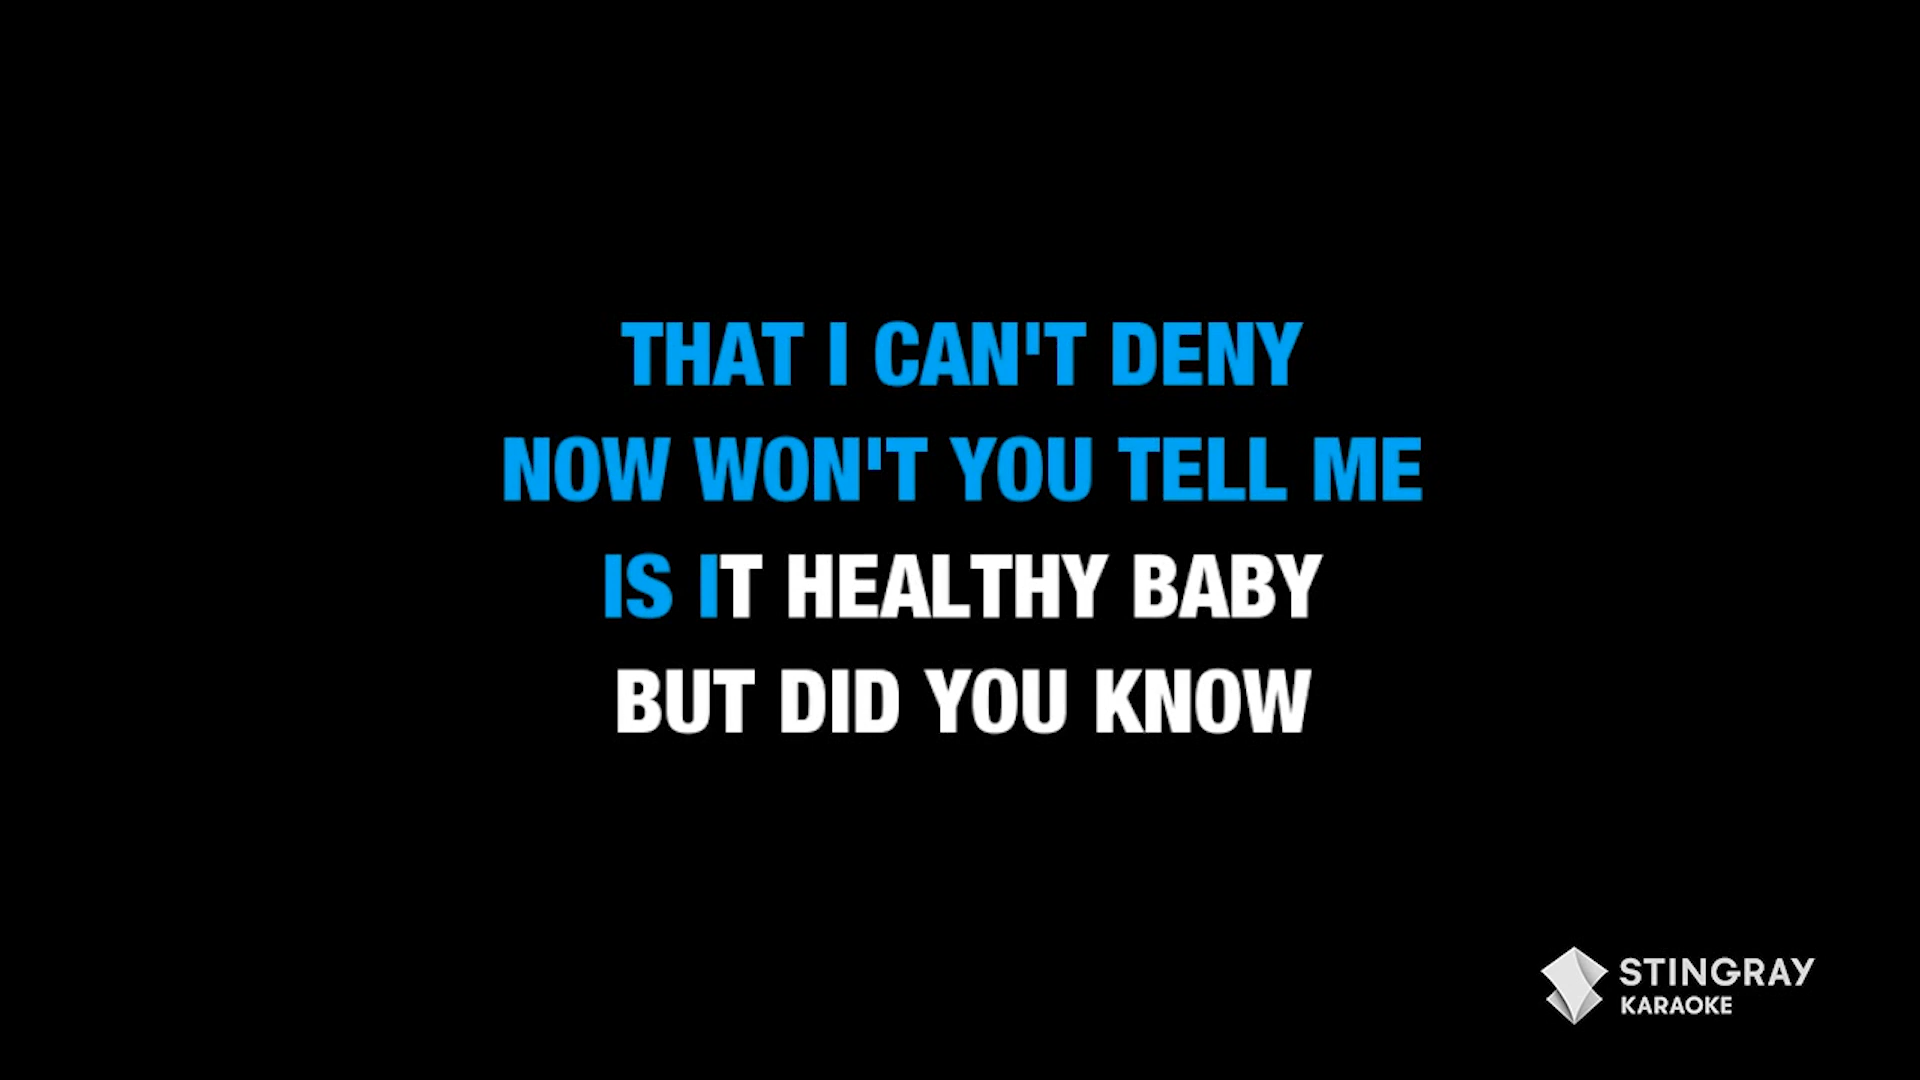 THAT I CAN'T DENY
NOW WON'T YOU TELL ME
IS IT HEALTHY BABY
BUT DID YOU KNOW
STINGRAY
KARAOKE